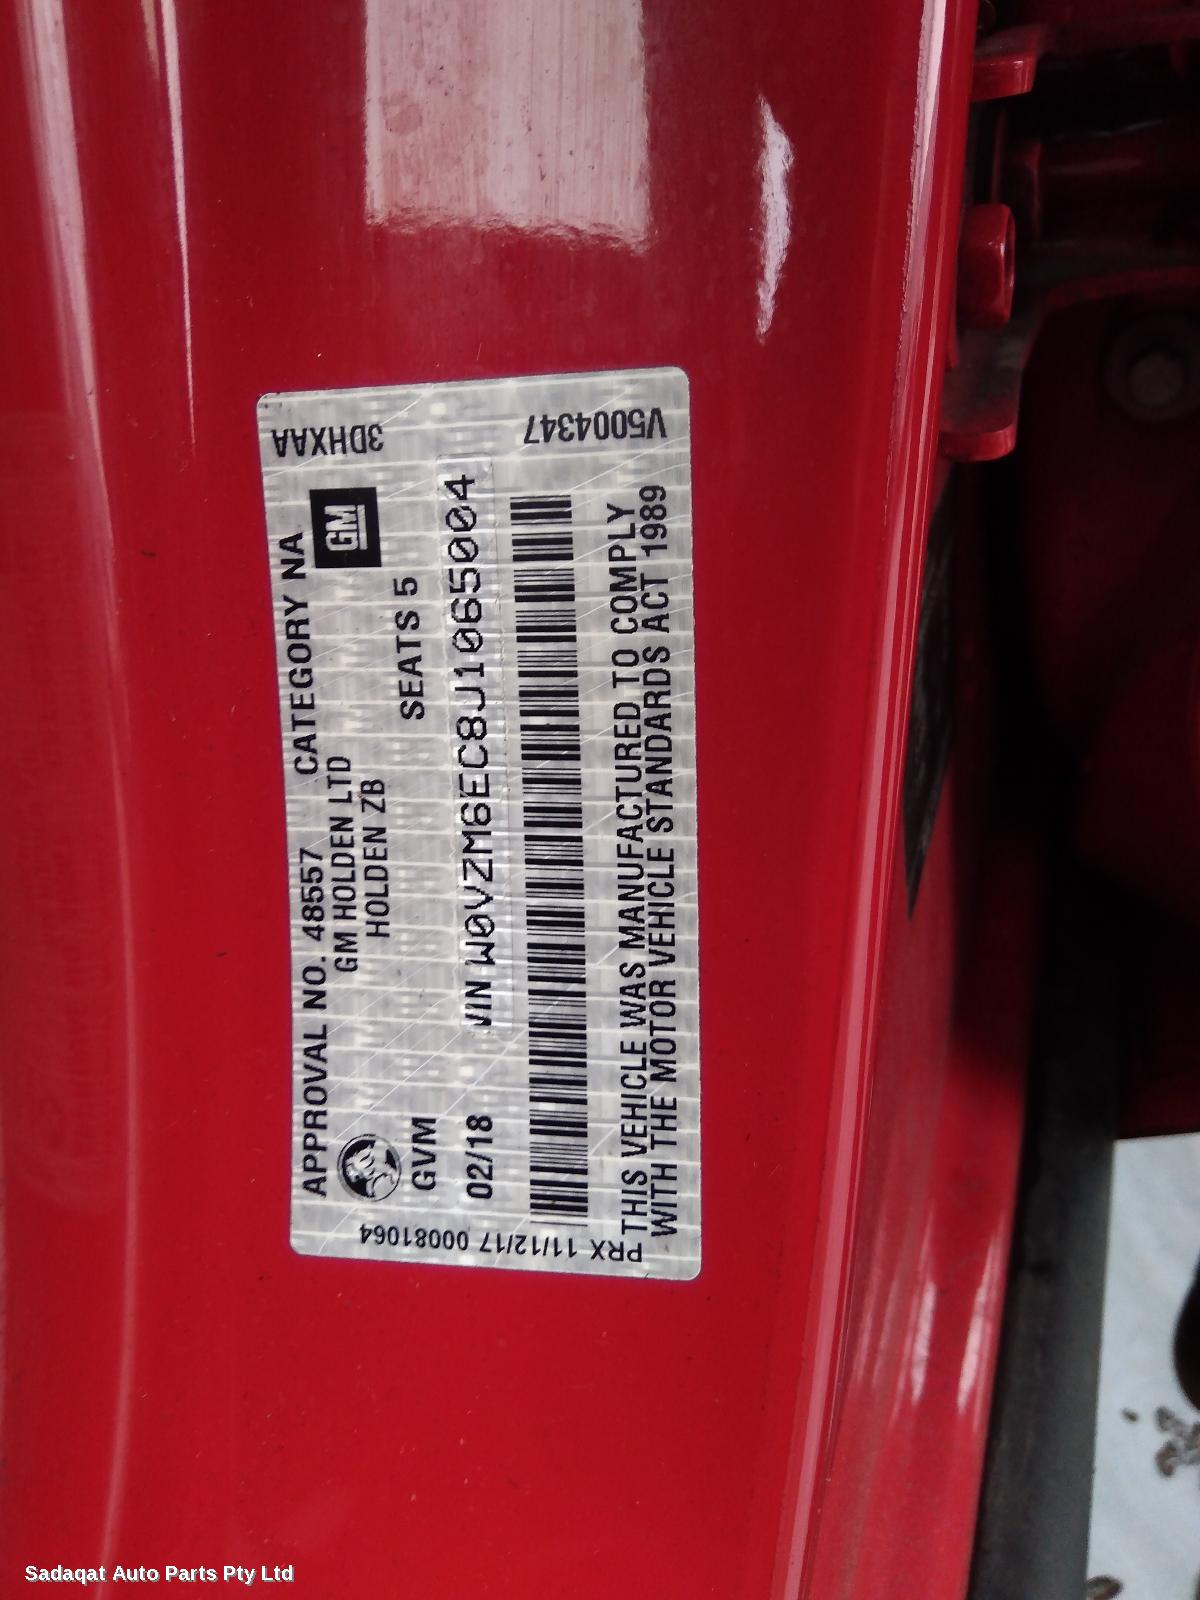 APPROVAL NO. 48557 CATEGORY NA
GM HOLDEN LTD
HOLDEN ZB
GM
GVM SEATS 5
02/18 VIN W0VZM6EC8J1065004
THIS VEHICLE WAS MANUFACTURED TO COMPLY
WITH THE MOTOR VEHICLE STANDARDS ACT 1989
3DHXAA
V5004347
PRX 11/12/17 00081064
Sadaqat Auto Parts Pty Ltd